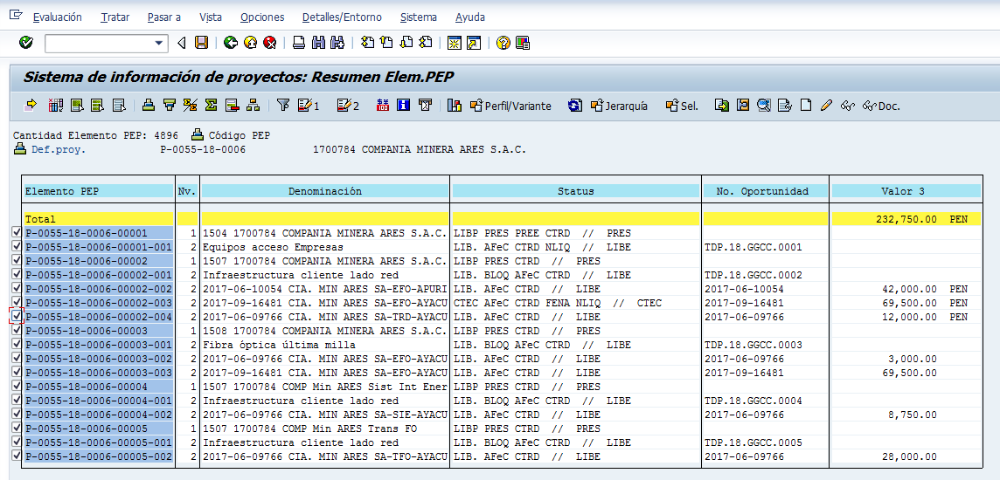 Evaluación Tratar Pasar a Vista Opciones Detalles/Entorno Sistema Ayuda
Sistema de información de proyectos: Resumen Elem.PEP
1 2 Perfil/Variante Jerarquía Sel. Doc.
Cantidad Elemento PEP: 4896 Código PEP
Def.proy. P-0055-18-0006 1700784 COMPANIA MINERA ARES S.A.C.
Elemento PEP Nv. Denominación Status No. Oportunidad Valor 3
Total 232,750.00 PEN
P-0055-18-0006-00001 1 1504 1700784 COMPANIA MINERA ARES S.A.C. LIBP PRES PREE CTRD // PRES
P-0055-18-0006-00001-001 2 Equipos acceso Empresas LIB. AFeC CTRD NLIQ // LIBE TDP.18.GGCC.0001
P-0055-18-0006-00002 1 1507 1700784 COMPANIA MINERA ARES S.A.C. LIBP PRES CTRD // PRES
P-0055-18-0006-00002-001 2 Infraestructura cliente lado red LIB. BLOQ AFeC CTRD // LIBE TDP.18.GGCC.0002
P-0055-18-0006-00002-002 2 2017-06-10054 CIA. MIN ARES SA-EFO-APURI LIB. AFeC CTRD // LIBE 2017-06-10054 42,000.00 PEN
P-0055-18-0006-00002-003 2 2017-09-16481 CIA. MIN ARES SA-EFO-AYACU CTEC AFeC CTRD FENA NLIQ // CTEC 2017-09-16481 69,500.00 PEN
P-0055-18-0006-00002-004 2 2017-06-09766 CIA. MIN ARES SA-TRD-AYACU LIB. AFeC CTRD // LIBE 2017-06-09766 12,000.00 PEN
P-0055-18-0006-00003 1 1508 1700784 COMPANIA MINERA ARES S.A.C. LIBP PRES CTRD // PRES
P-0055-18-0006-00003-001 2 Fibra óptica última milla LIB. BLOQ AFeC CTRD // LIBE TDP.18.GGCC.0003
P-0055-18-0006-00003-002 2 2017-06-09766 CIA. MIN ARES SA-EFO-AYACU LIB. AFeC CTRD // LIBE 2017-06-09766 3,000.00
P-0055-18-0006-00003-003 2 2017-09-16481 CIA. MIN ARES SA-EFO-AYACU LIB. AFeC CTRD // LIBE 2017-09-16481 69,500.00
P-0055-18-0006-00004 1 1507 1700784 COMP Min ARES Sist Int Ener LIBP PRES CTRD // PRES
P-0055-18-0006-00004-001 2 Infraestructura cliente lado red LIB. BLOQ AFeC CTRD // LIBE TDP.18.GGCC.0004
P-0055-18-0006-00004-002 2 2017-06-09766 CIA. MIN ARES SA-SIE-AYACU LIB. AFeC CTRD // LIBE 2017-06-09766 8,750.00
P-0055-18-0006-00005 1 1507 1700784 COMP Min ARES Trans FO LIBP PRES CTRD // PRES
P-0055-18-0006-00005-001 2 Infraestructura cliente lado red LIB. BLOQ AFeC CTRD // LIBE TDP.18.GGCC.0005
P-0055-18-0006-00005-002 2 2017-06-09766 CIA. MIN ARES SA-TFO-AYACU LIB. AFeC CTRD // LIBE 2017-06-09766 28,000.00